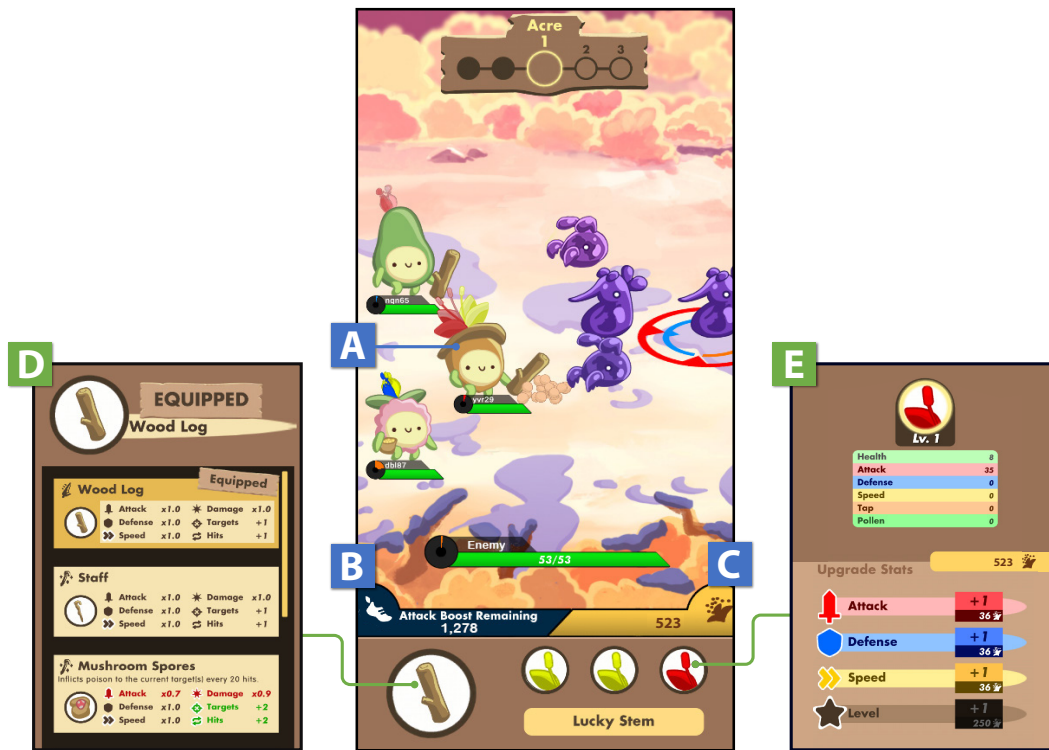 Acre
1
2
3
nqn65
A
yvr29
dbl87
Enemy
53/53
B
C
Attack Boost Remaining
1,278
523
Lucky Stem
D
EQUIPPED
Wood Log
Wood Log
Equipped
Attack x1.0 Damage x1.0
Defense x1.0 Targets +1
Speed x1.0 Hits +1
Staff
Attack x1.0 Damage x1.0
Defense x1.0 Targets +1
Speed x1.0 Hits +1
Mushroom Spores
Inflicts poison to the current target(s) every 20 hits.
Attack x0.7 Damage x0.9
Defense x1.0 Targets +2
Speed x1.0 Hits +2
E
Lv. 1
Health 8
Attack 35
Defense 0
Speed 0
Tap 0
Pollen 0
523
Upgrade Stats
Attack +1
36
Defense +1
36
Speed +1
36
Level +1
250